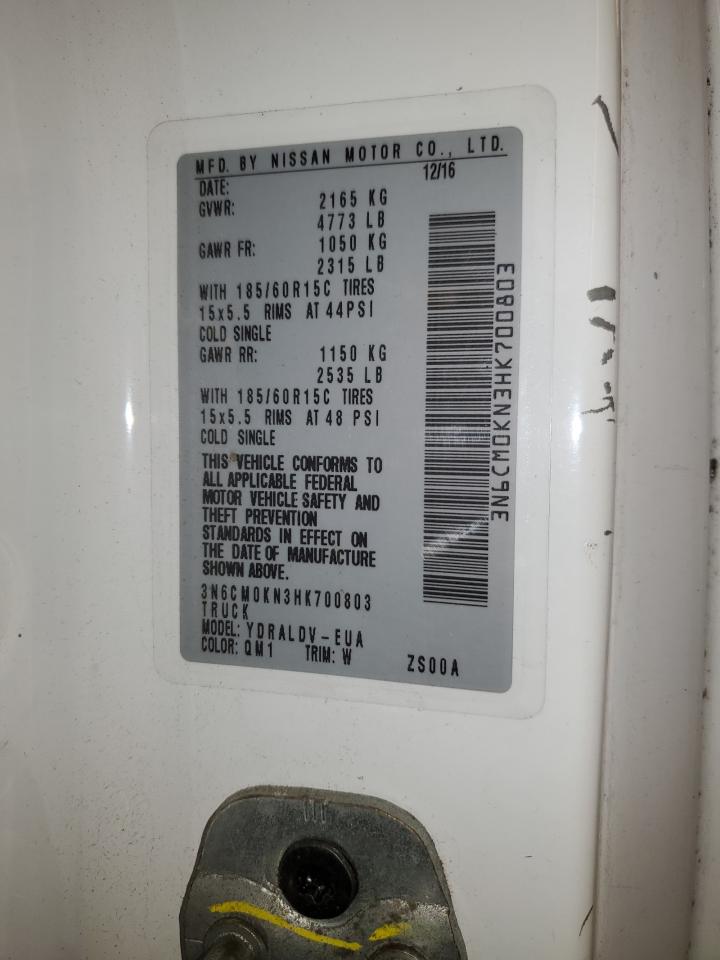 MFD. BY NISSAN MOTOR CO., LTD.
DATE: 12/16
GVWR: 2165 KG
4773 LB
GAWR FR: 1050 KG
2315 LB
WITH 185/60R15C TIRES
15x5.5 RIMS AT 44PSI
COLD SINGLE
GAWR RR: 1150 KG
2535 LB
WITH 185/60R15C TIRES
15x5.5 RIMS AT 48 PSI
COLD SINGLE
THIS VEHICLE CONFORMS TO
ALL APPLICABLE FEDERAL
MOTOR VEHICLE SAFETY AND
THEFT PREVENTION
STANDARDS IN EFFECT ON
THE DATE OF MANUFACTURE
SHOWN ABOVE.
3N6CM0KN3HK700803
TRUCK
MODEL: YDRALDV-EUA
COLOR: QM1 TRIM: W ZS00A
3N6CM0KN3HK700803